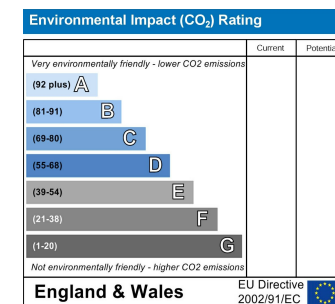 Environmental Impact (CO₂) Rating
Current Potential
Very environmentally friendly - lower CO2 emissions
(92 plus) A
(81-91) B
(69-80) C
(55-68) D
(39-54) E
(21-38) F
(1-20) G
Not environmentally friendly - higher CO2 emissions
England & Wales
EU Directive
2002/91/EC